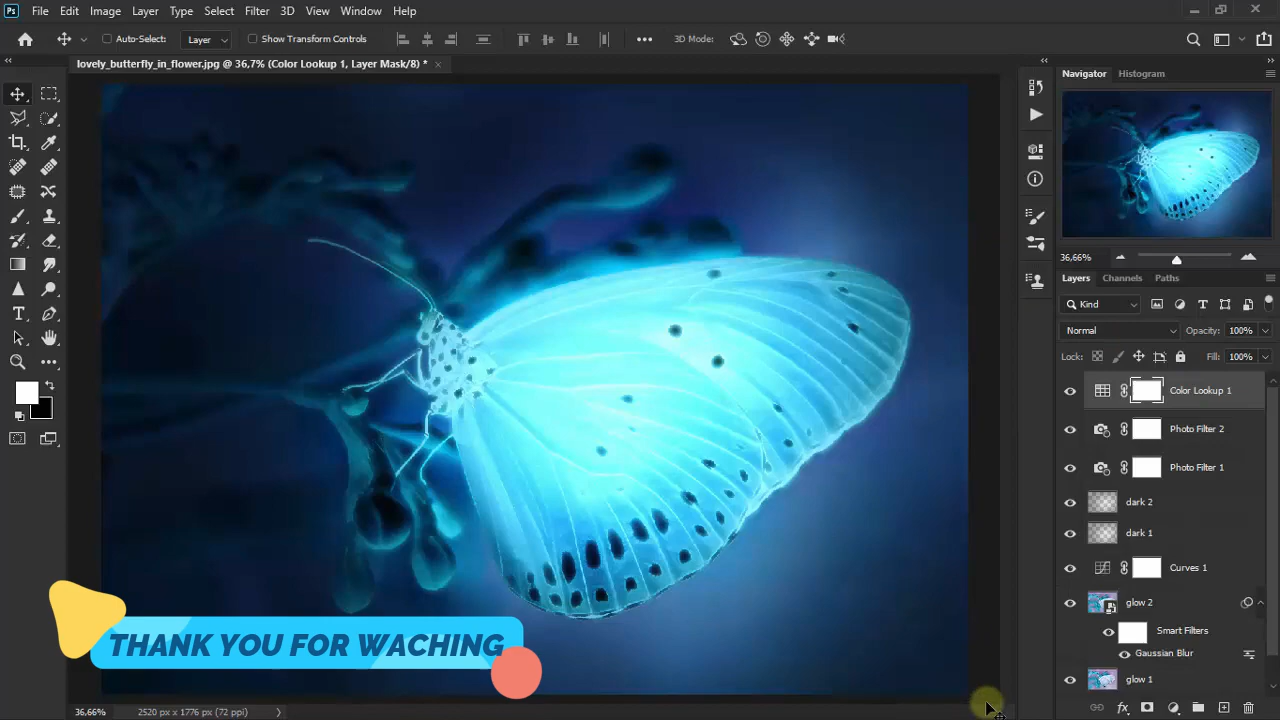 Ps File Edit Image Layer Type Select Filter 3D View Window Help
Auto-Select: Layer Show Transform Controls 3D Mode:
lovely_butterfly_in_flower.jpg @ 36,7% (Color Lookup 1, Layer Mask/8) *
Navigator Histogram
36,66%
Layers Channels Paths
Kind
Normal Opacity: 100%
Lock: Fill: 100%
Color Lookup 1
Photo Filter 2
Photo Filter 1
dark 2
dark 1
Curves 1
glow 2
Smart Filters
Gaussian Blur
glow 1
THANK YOU FOR WACHING
36,66% 2520 px x 1776 px (72 ppi)